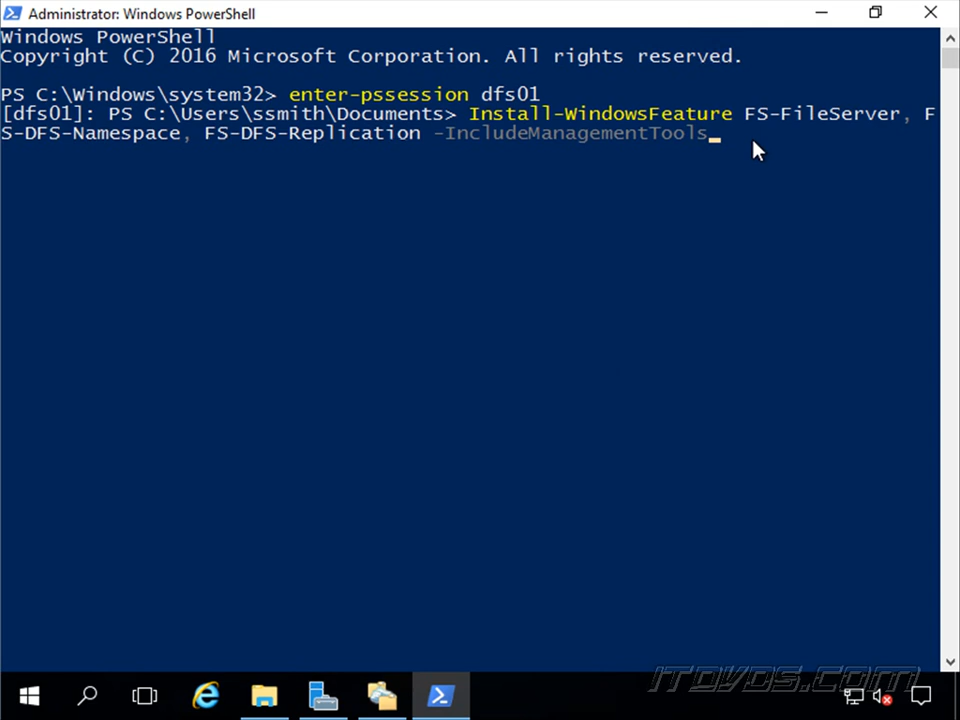 Administrator: Windows PowerShell
Windows PowerShell
Copyright (C) 2016 Microsoft Corporation. All rights reserved.
PS C:\Windows\system32> enter-pssession dfs01
[dfs01]: PS C:\Users\ssmith\Documents> Install-WindowsFeature FS-FileServer, F
S-DFS-Namespace, FS-DFS-Replication -IncludeManagementTools
ITDVDS.COM